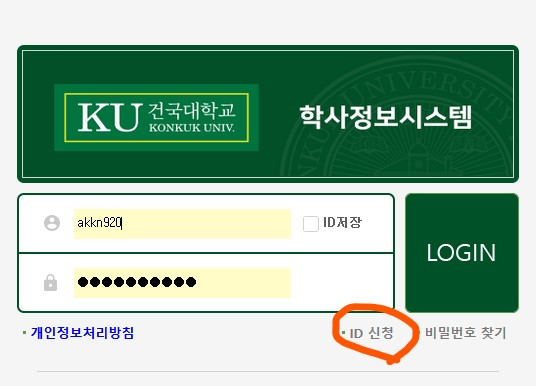 KU 건국대학교
KONKUK UNIV.
학사정보시스템
akkn920
ID저장
●●●●●●●●●●
LOGIN
개인정보처리방침
ID 신청
비밀번호 찾기